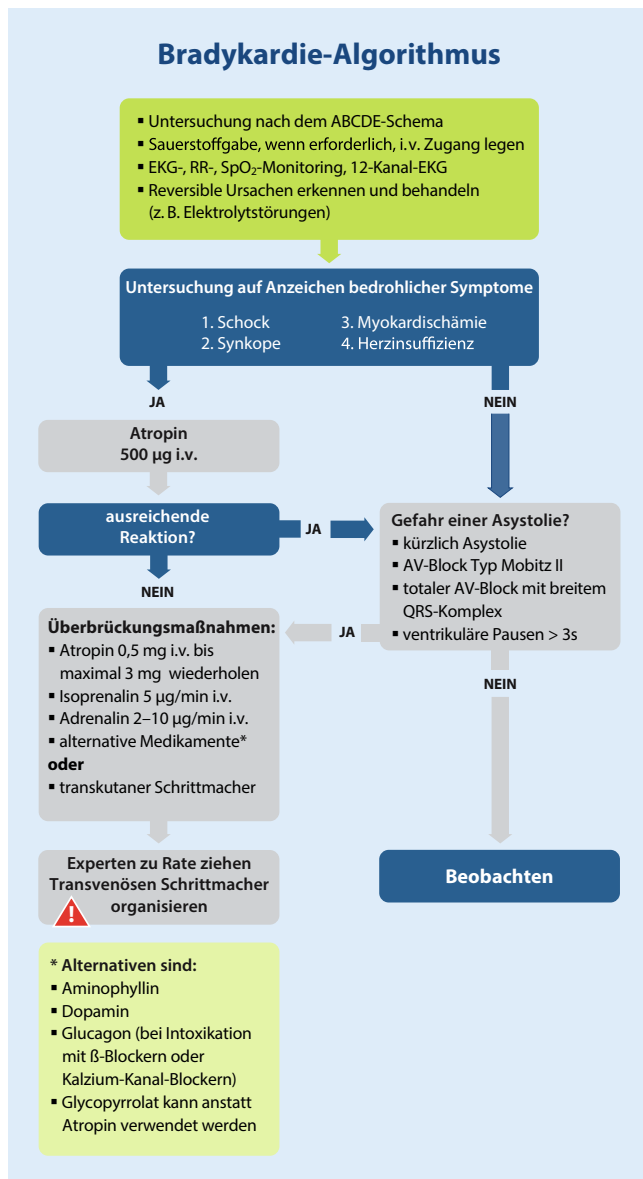 Bradykardie-Algorithmus
▪ Untersuchung nach dem ABCDE-Schema
▪ Sauerstoffgabe, wenn erforderlich, i.v. Zugang legen
▪ EKG-, RR-, SpO₂-Monitoring, 12-Kanal-EKG
▪ Reversible Ursachen erkennen und behandeln
(z. B. Elektrolytstörungen)
Untersuchung auf Anzeichen bedrohlicher Symptome
1. Schock
2. Synkope
3. Myokardischämie
4. Herzinsuffizienz
JA
NEIN
Atropin
500 µg i.v.
ausreichende
Reaktion?
JA
NEIN
Gefahr einer Asystolie?
▪ kürzlich Asystolie
▪ AV-Block Typ Mobitz II
▪ totaler AV-Block mit breitem
QRS-Komplex
▪ ventrikuläre Pausen > 3s
JA
NEIN
Überbrückungsmaßnahmen:
▪ Atropin 0,5 mg i.v. bis
maximal 3 mg wiederholen
▪ Isoprenalin 5 µg/min i.v.
▪ Adrenalin 2–10 µg/min i.v.
▪ alternative Medikamente*
oder
▪ transkutaner Schrittmacher
Experten zu Rate ziehen
Transvenösen Schrittmacher
organisieren
!
Beobachten
* Alternativen sind:
▪ Aminophyllin
▪ Dopamin
▪ Glucagon (bei Intoxikation
mit ß-Blockern oder
Kalzium-Kanal-Blockern)
▪ Glycopyrrolat kann anstatt
Atropin verwendet werden